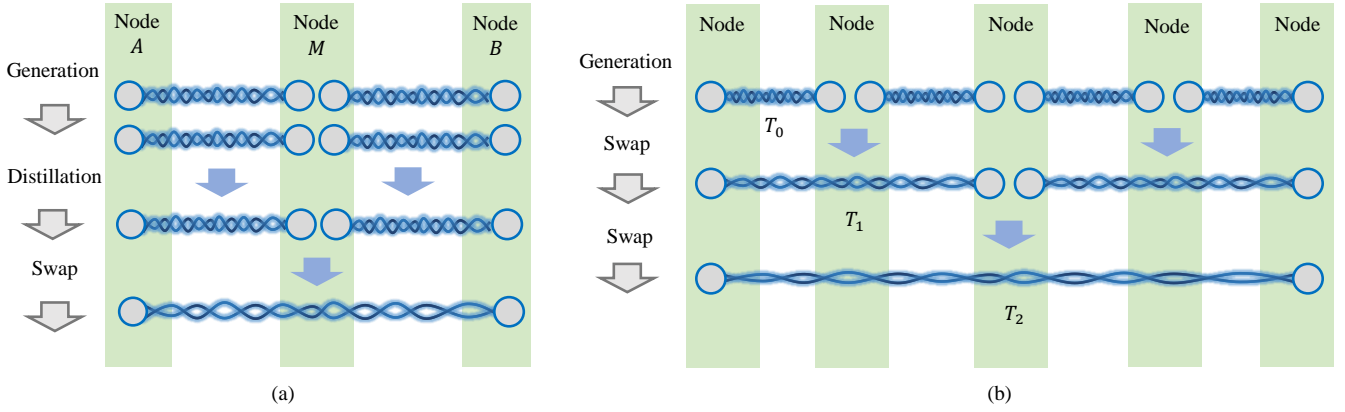 Node
A
Node
M
Node
B
Generation
Distillation
Swap
(a)
Node
Node
Node
Node
Node
Generation
T₀
Swap
T₁
Swap
T₂
(b)